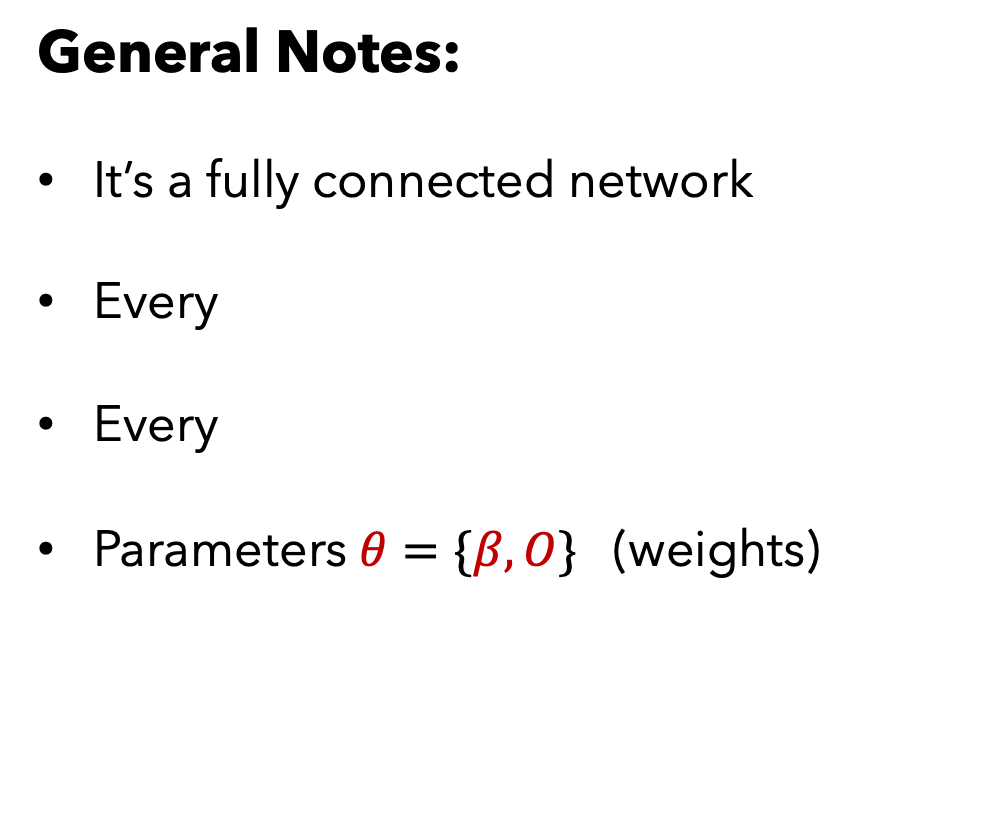 General Notes:
• It’s a fully connected network
• Every
• Every
• Parameters θ = {β, O} (weights)